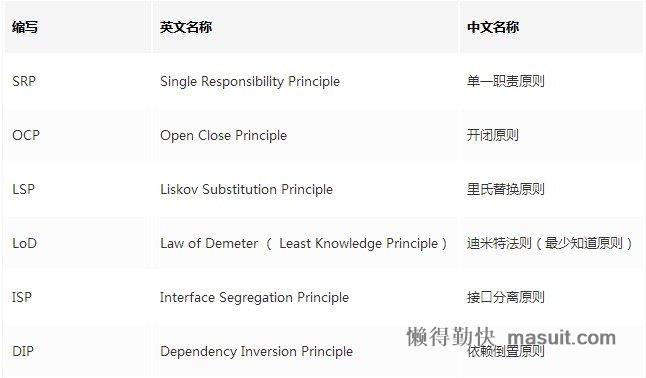 缩写 英文名称 中文名称
SRP Single Responsibility Principle 单一职责原则
OCP Open Close Principle 开闭原则
LSP Liskov Substitution Principle 里氏替换原则
LoD Law of Demeter （ Least Knowledge Principle） 迪米特法则（最少知道原则）
ISP Interface Segregation Principle 接口分离原则
懒得勤快 masuit.com
DIP Dependency Inversion Principle 依赖倒置原则